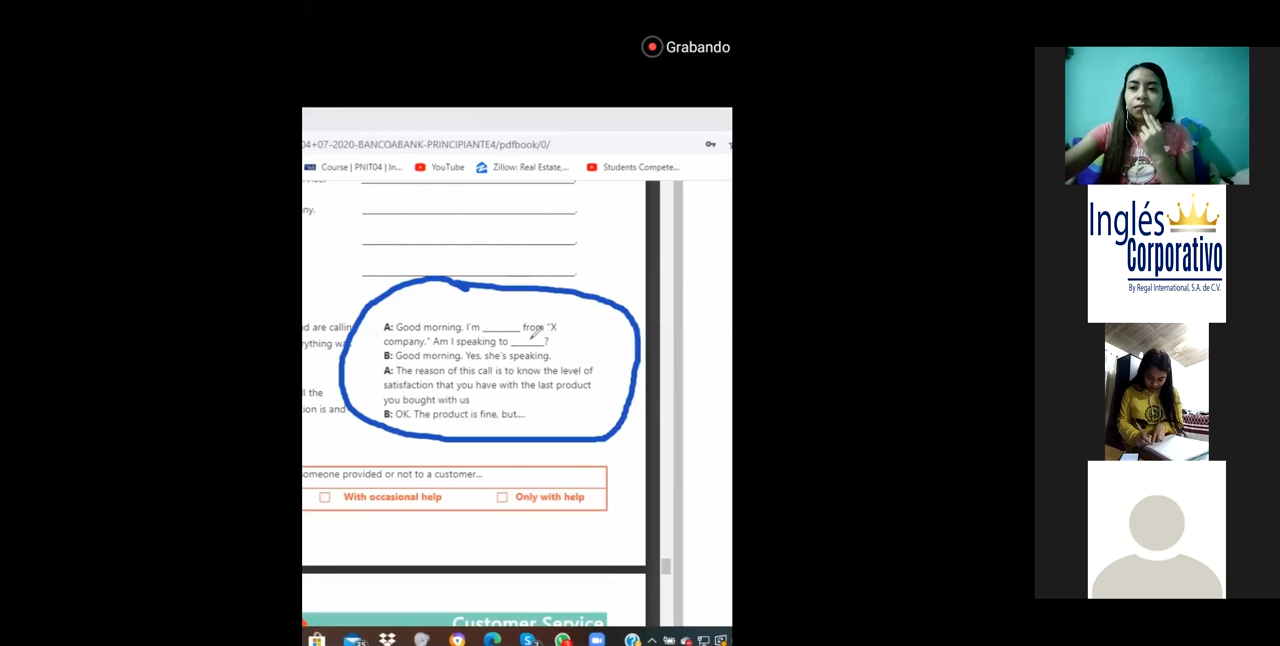 Grabando
04+07-2020-BANCOABANK-PRINCIPIANTE4/pdfbook/0/
Course | PNIT04 | In... YouTube Zillow: Real Estate,... Students Compete...
ny. ________.
A: Good morning, I'm ________ from "X
company." Am I speaking to _______?
B: Good morning. Yes, she's speaking.
A: The reason of this call is to know the level of
satisfaction that you have with the last product
you bought with us
B: OK. The product is fine, but....
d are callin
rything wa
ll the
ion is and
omeone provided or not to a customer...
With occasional help Only with help
Customer Service
Inglés
Corporativo
By Regal International, S.A. de C.V.